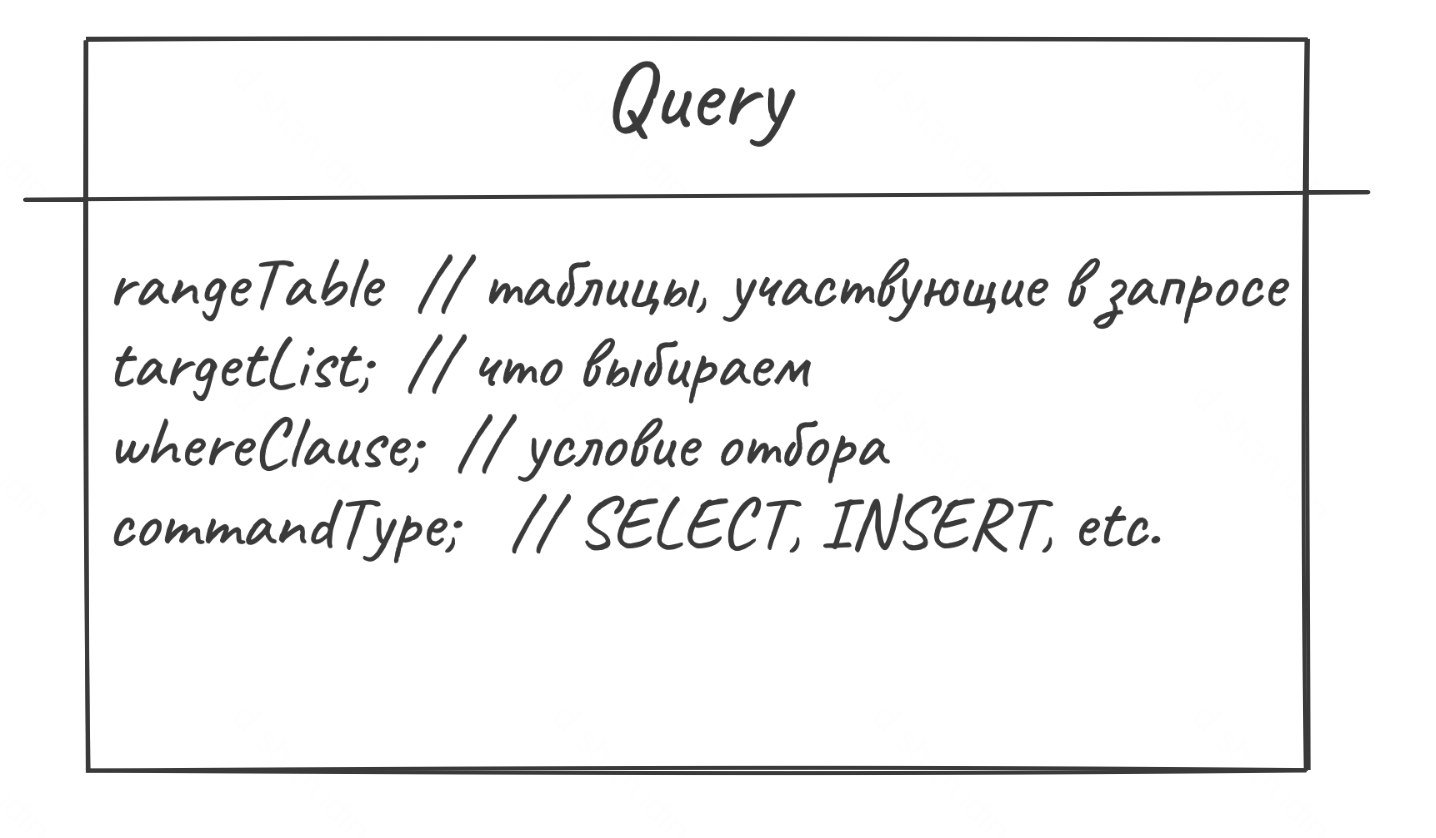 Query
rangeTable // таблицы, участвующие в запросе
targetList; // что выбираем
whereClause; // условие отбора
commandType; // SELECT, INSERT, etc.